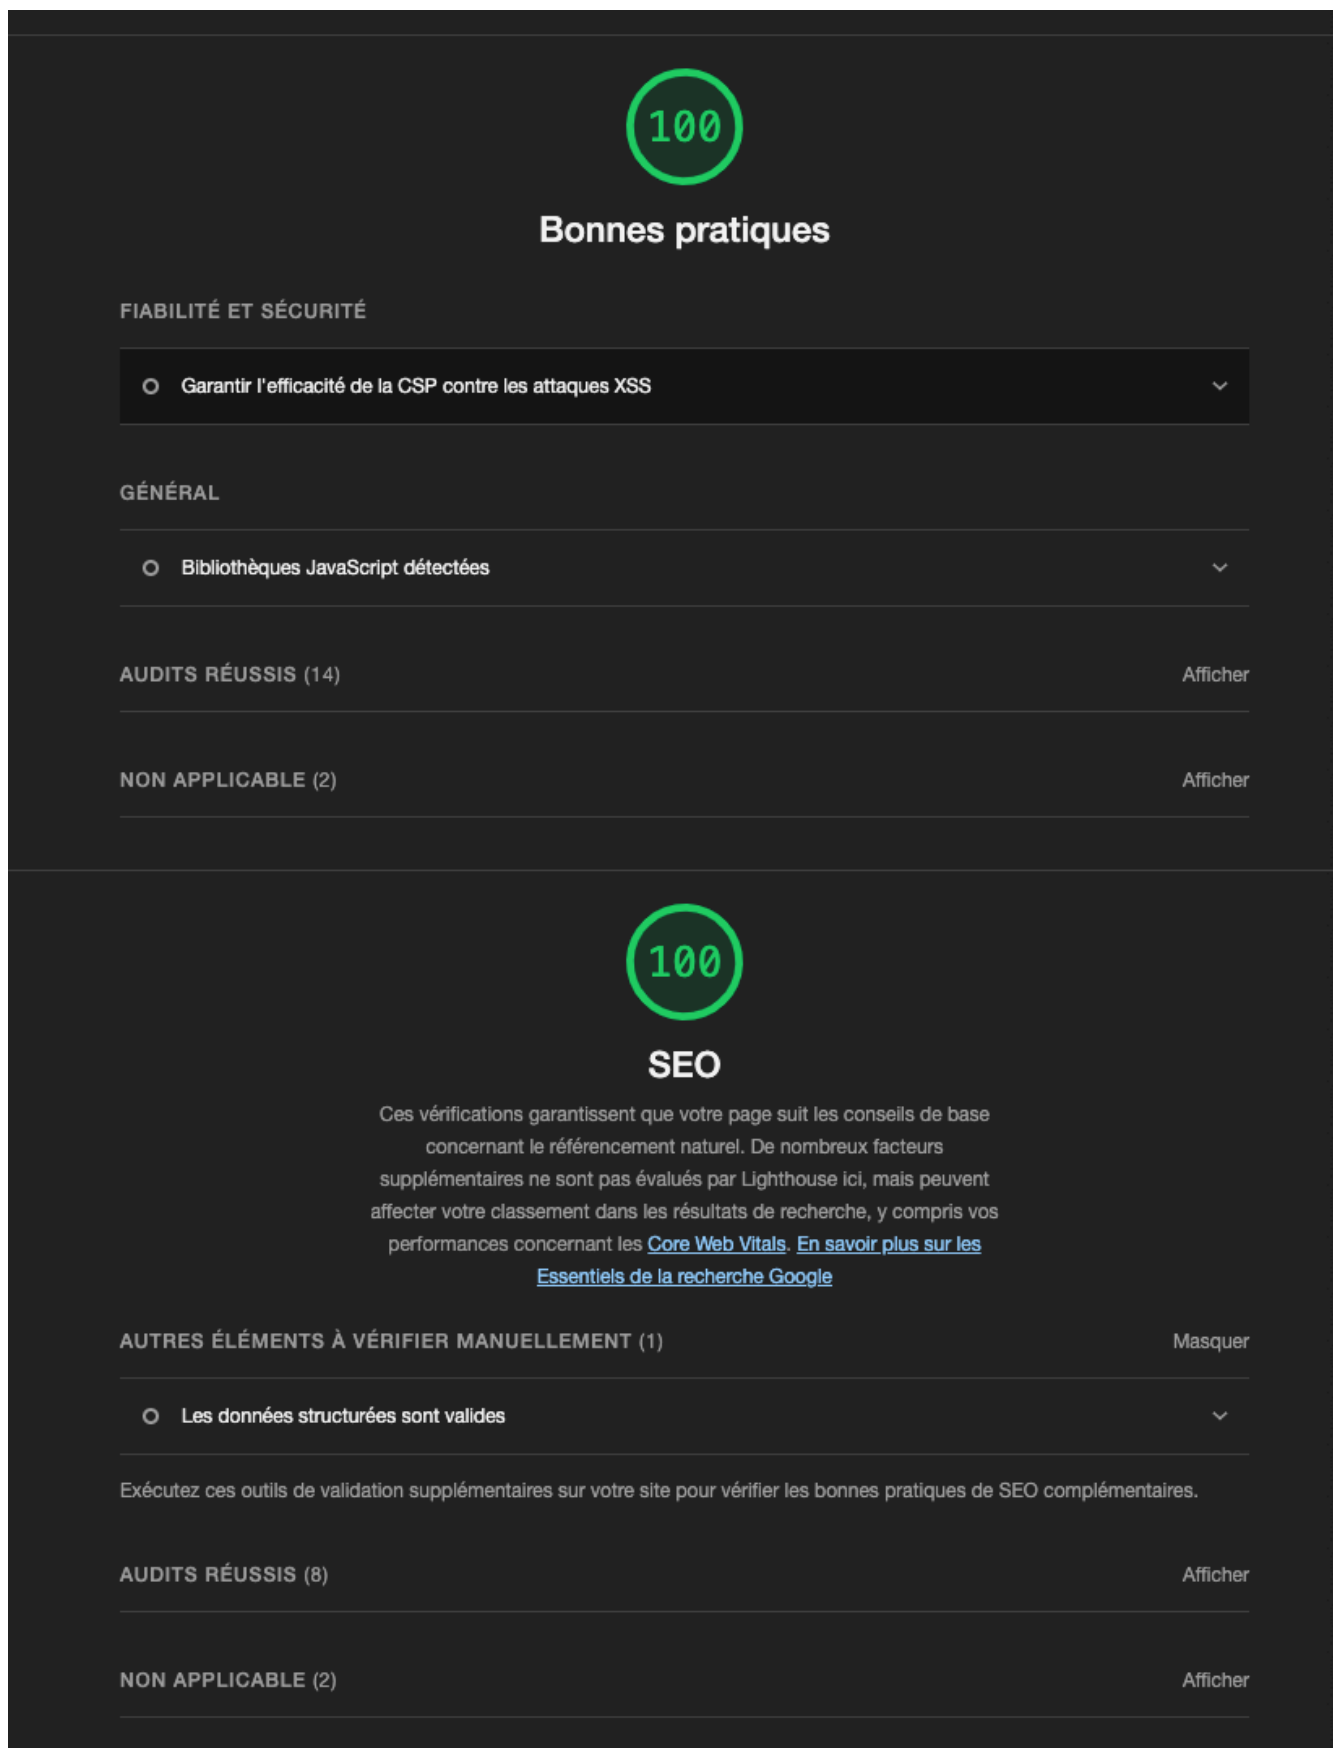 100
Bonnes pratiques
FIABILITÉ ET SÉCURITÉ
Garantir l'efficacité de la CSP contre les attaques XSS
GÉNÉRAL
Bibliothèques JavaScript détectées
AUDITS RÉUSSIS (14) Afficher
NON APPLICABLE (2) Afficher
100
SEO
Ces vérifications garantissent que votre page suit les conseils de base
concernant le référencement naturel. De nombreux facteurs
supplémentaires ne sont pas évalués par Lighthouse ici, mais peuvent
affecter votre classement dans les résultats de recherche, y compris vos
performances concernant les Core Web Vitals. En savoir plus sur les
Essentiels de la recherche Google
AUTRES ÉLÉMENTS À VÉRIFIER MANUELLEMENT (1) Masquer
Les données structurées sont valides
Exécutez ces outils de validation supplémentaires sur votre site pour vérifier les bonnes pratiques de SEO complémentaires.
AUDITS RÉUSSIS (8) Afficher
NON APPLICABLE (2) Afficher